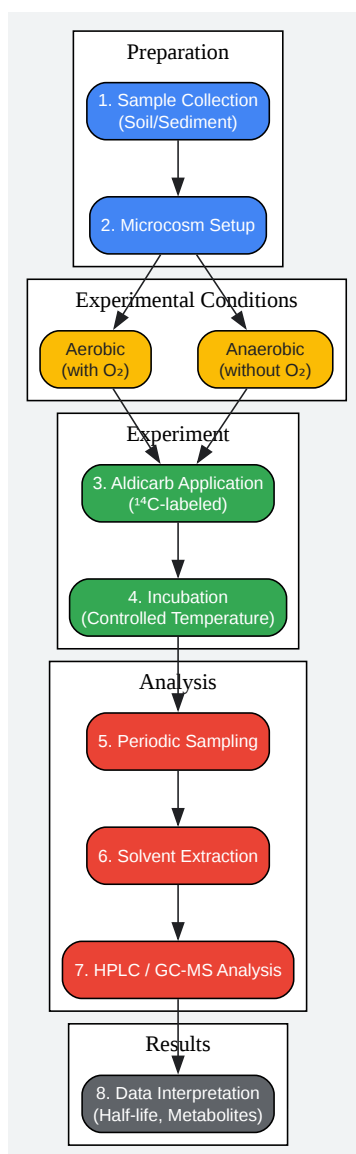 Preparation
1. Sample Collection
(Soil/Sediment)
2. Microcosm Setup
Experimental Conditions
Aerobic
(with O₂)
Anaerobic
(without O₂)
Experiment
3. Aldicarb Application
(¹⁴C-labeled)
4. Incubation
(Controlled Temperature)
Analysis
5. Periodic Sampling
6. Solvent Extraction
7. HPLC / GC-MS Analysis
Results
8. Data Interpretation
(Half-life, Metabolites)